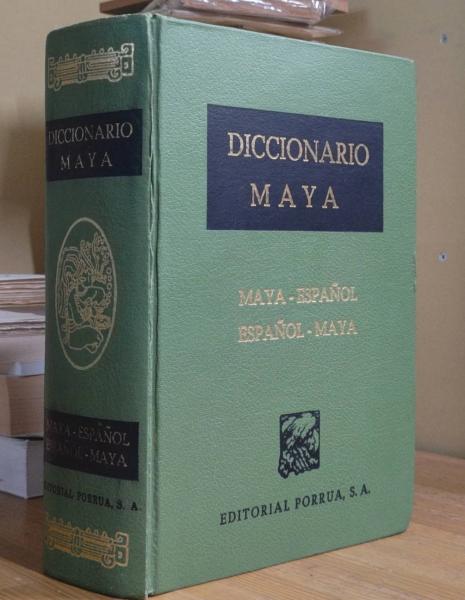 DICCIONARIO
MAYA
MAYA-ESPAÑOL
ESPAÑOL-MAYA
EDITORIAL PORRUA, S. A.
DICCIONARIO
MAYA
MAYA-ESPAÑOL
ESPAÑOL-MAYA
EDITORIAL PORRUA, S. A.